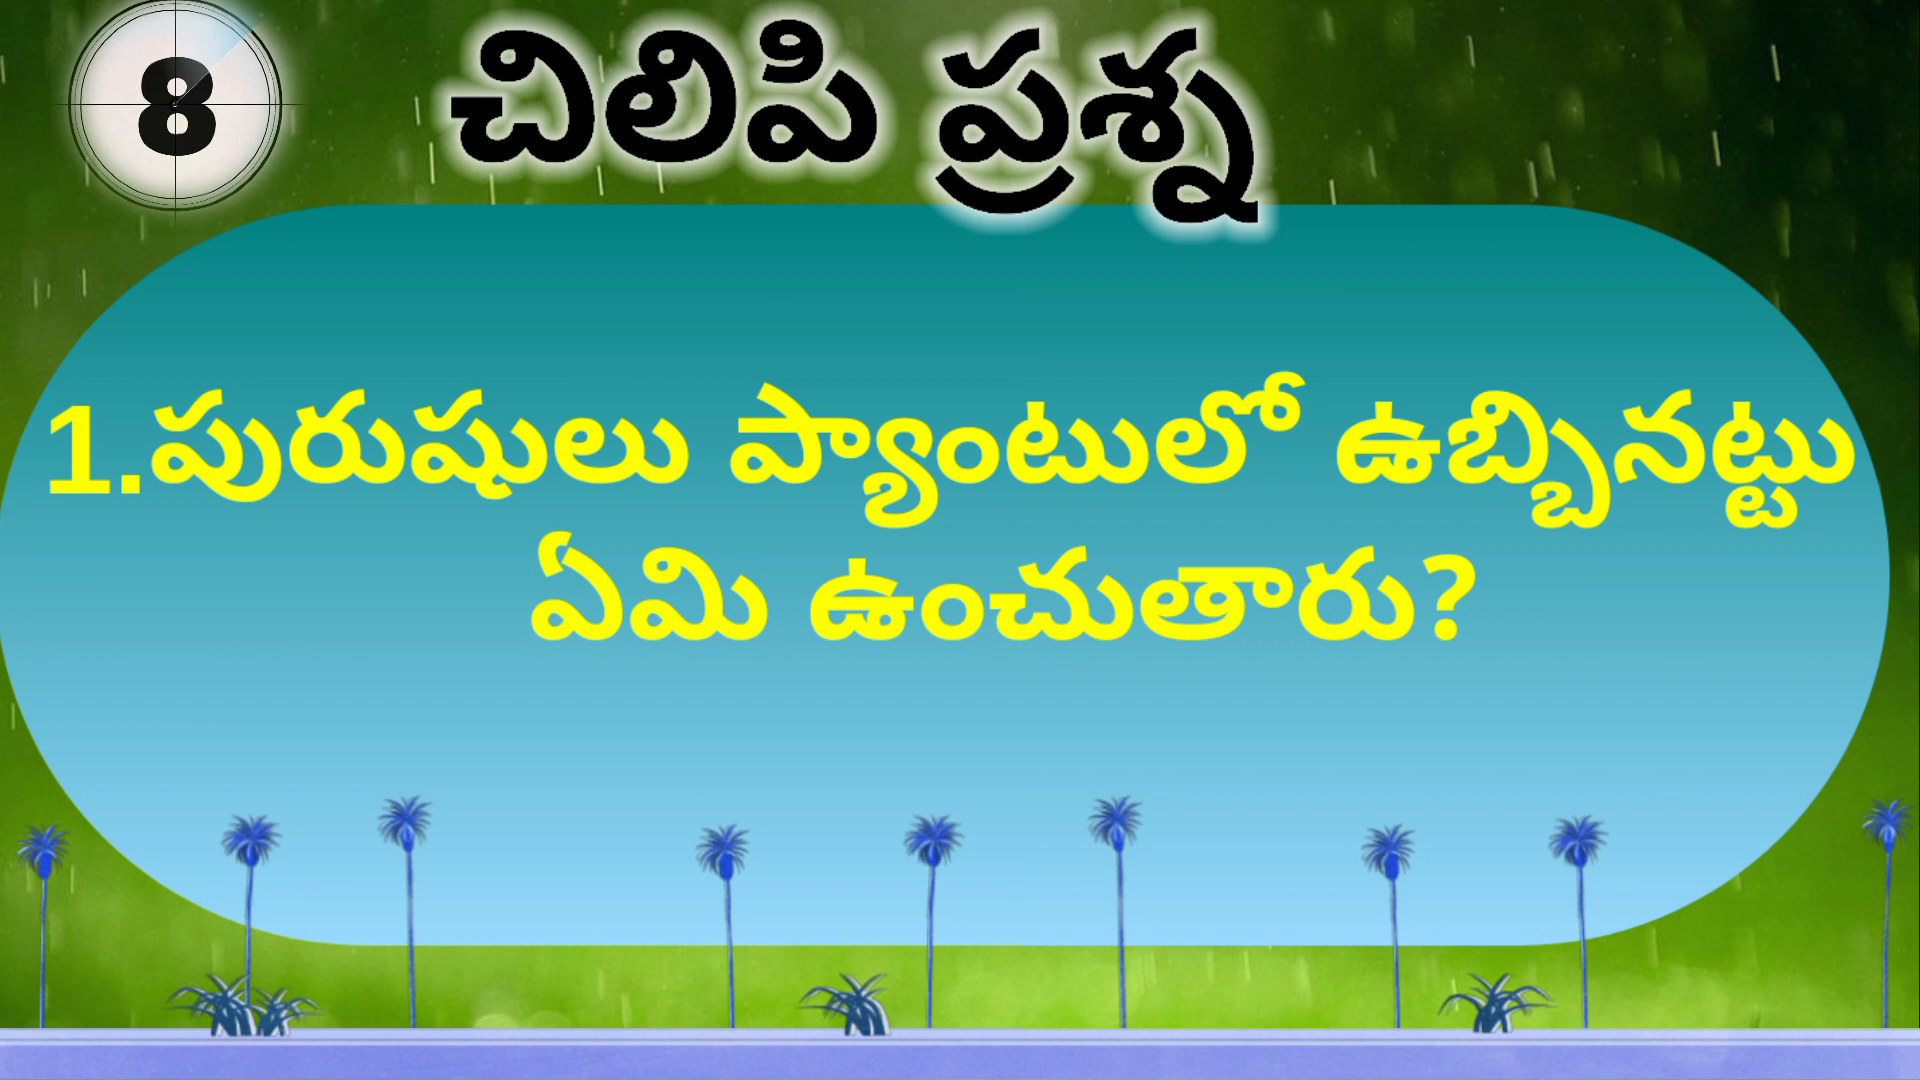 8
చిలిపి ప్రశ్న
1.పురుషులు ప్యాంటులో ఉబ్బినట్టు
ఏమి ఉంచుతారు?